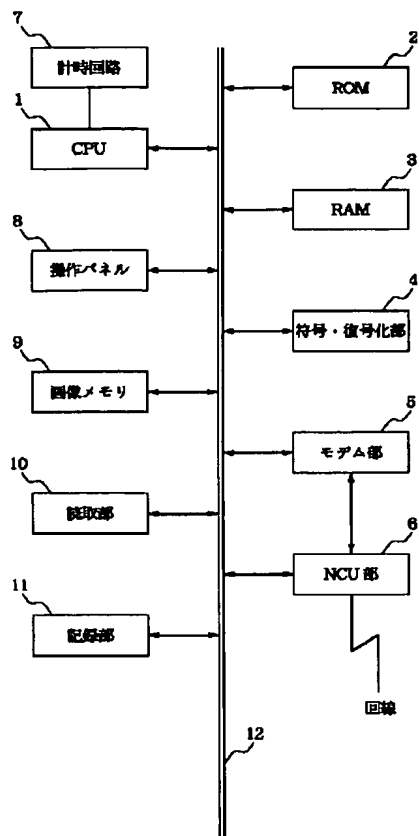 7
計時回路
1
CPU
8
操作パネル
9
画像メモリ
10
読取部
11
記録部
2
ROM
3
RAM
4
符号・復号化部
5
モデム部
6
NCU部
回線
12